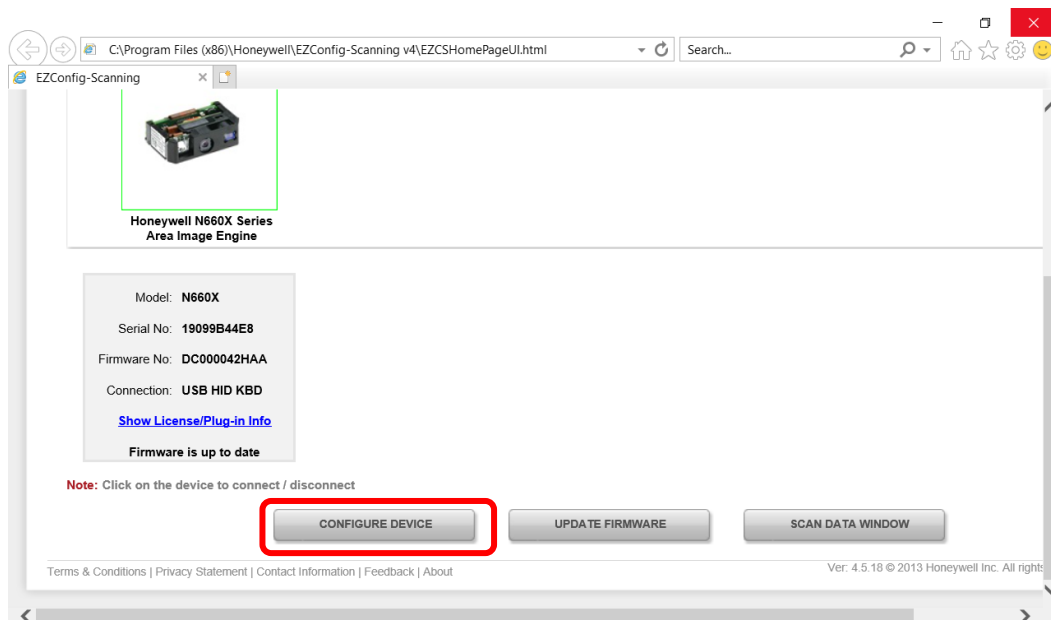 C:\Program Files (x86)\Honeywell\EZConfig-Scanning v4\EZCSHomePageUI.html
Search...
EZConfig-Scanning
Honeywell N660X Series
Area Image Engine
Model: N660X
Serial No: 19099B44E8
Firmware No: DC000042HAA
Connection: USB HID KBD
Show License/Plug-in Info
Firmware is up to date
Note: Click on the device to connect / disconnect
CONFIGURE DEVICE UPDATE FIRMWARE SCAN DATA WINDOW
Terms & Conditions | Privacy Statement | Contact Information | Feedback | About Ver: 4.5.18 © 2013 Honeywell Inc. All rights